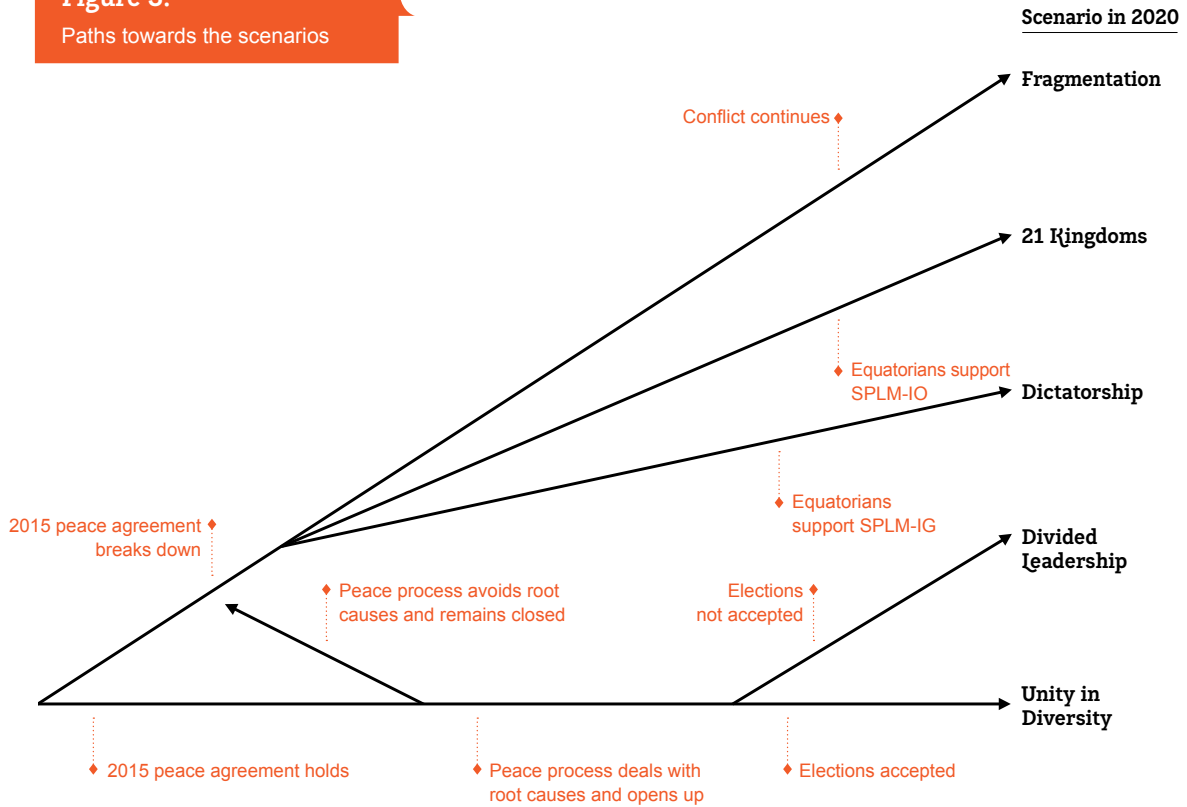 Figure 3:
Paths towards the scenarios
Scenario in 2020
Fragmentation
Conflict continues
21 Kingdoms
Equatorians support
SPLM-IO
Dictatorship
Equatorians
support SPLM-IG
2015 peace agreement
breaks down
Divided
Leadership
Peace process avoids root
causes and remains closed
Elections
not accepted
Unity in
Diversity
2015 peace agreement holds
Peace process deals with
root causes and opens up
Elections accepted